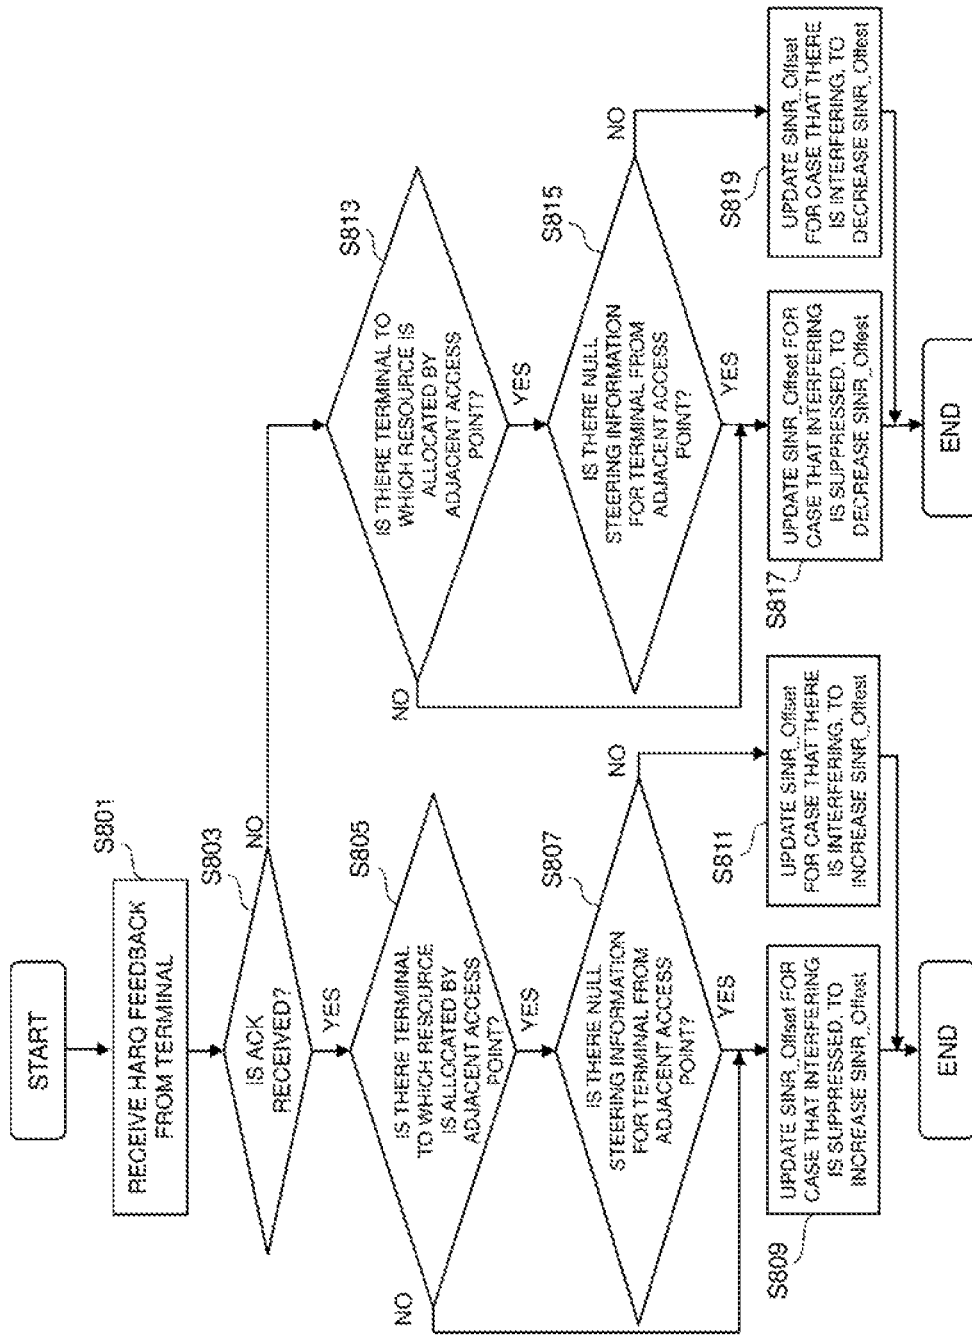 START
RECEIVE HARQ FEEDBACK
FROM TERMINAL
S801
IS ACK
RECEIVED?
S803
NO
YES
IS THERE TERMINAL
TO WHICH RESOURCE
IS ALLOCATED BY
ADJACENT ACCESS
POINT?
S805
NO
YES
IS THERE NULL
STEERING INFORMATION
FOR TERMINAL FROM
ADJACENT ACCESS
POINT?
S807
NO
YES
UPDATE SINR_Offset FOR
CASE THAT INTERFERING
IS SUPPRESSED, TO
INCREASE SINR_Offest
S809
UPDATE SINR_Offset
FOR CASE THAT THERE
IS INTERFERING, TO
INCREASE SINR_Offest
S811
END
IS THERE TERMINAL TO
WHICH RESOURCE IS
ALLOCATED BY
ADJACENT ACCESS
POINT?
S813
NO
YES
IS THERE NULL
STEERING INFORMATION
FOR TERMINAL FROM
ADJACENT ACCESS
POINT?
S815
NO
YES
UPDATE SINR_Offset FOR
CASE THAT INTERFERING
IS SUPPRESSED, TO
DECREASE SINR_Offest
S817
UPDATE SINR_Offset
FOR CASE THAT THERE
IS INTERFERING, TO
DECREASE SINR_Offest
S819
END